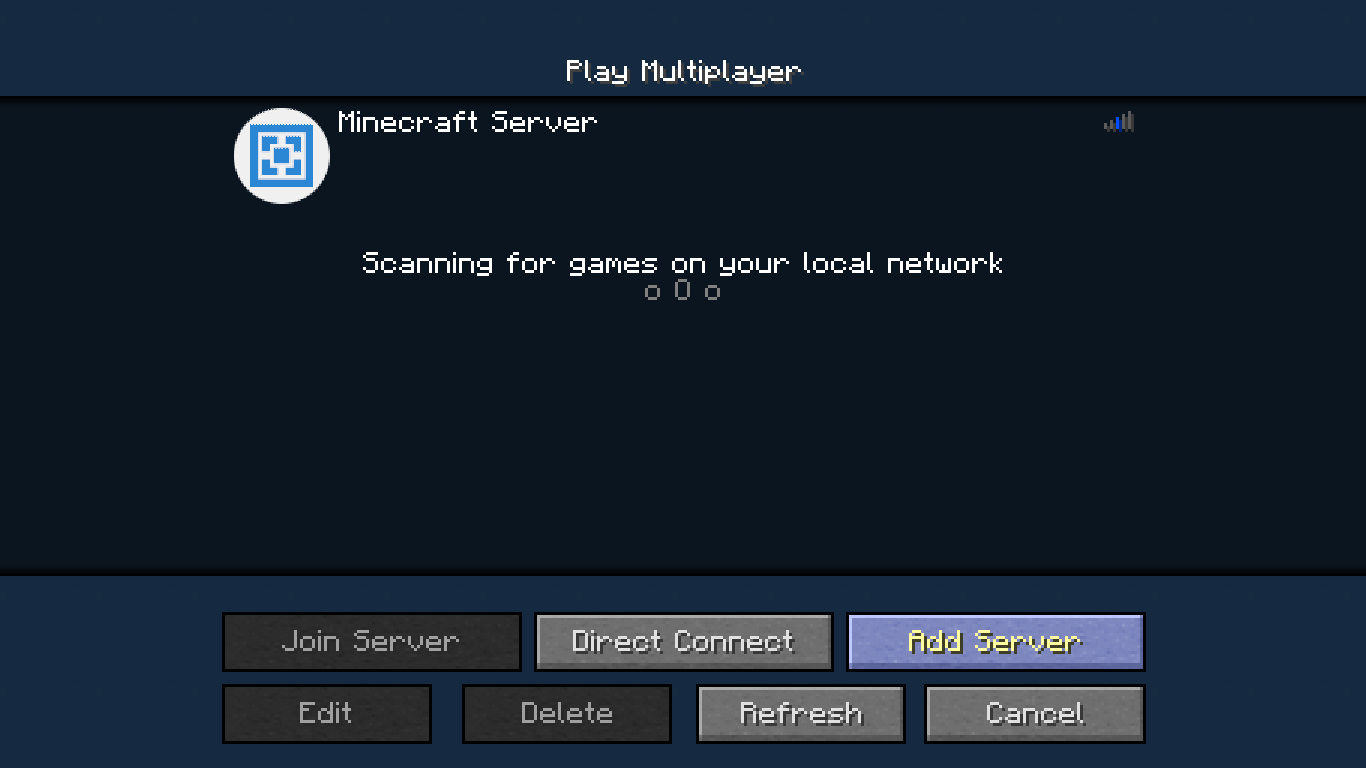 Play Multiplayer
Minecraft Server
Scanning for games on your local network
o O o
Join Server
Direct Connect
Add Server
Edit
Delete
Refresh
Cancel